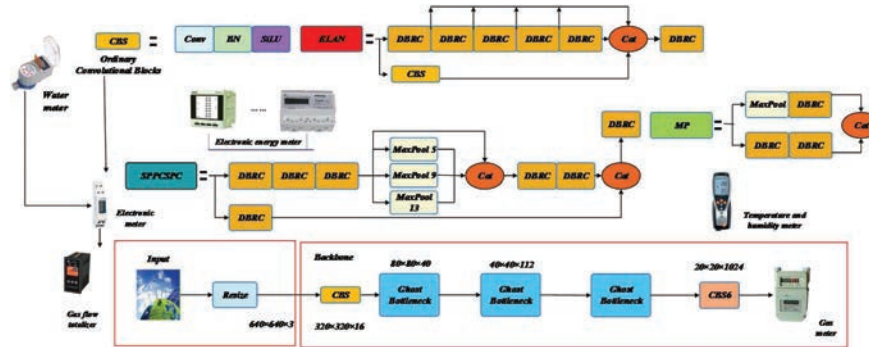 CBS
=
Conv
BN
SiLU
ELAN
=
DBRC
DBRC
DBRC
DBRC
DBRC
Cat
DBRC
Ordinary
Convolutional Blocks
CBS
Water
meter
......
Electronic energy meter
DBRC
MP
=
MaxPool
DBRC
DBRC
DBRC
Cat
SPPCSPC
=
DBRC
DBRC
DBRC
MaxPool 5
MaxPool 9
MaxPool
13
Cat
DBRC
DBRC
Cat
DBRC
Electronic
meter
Temperature and
humidity meter
Gas flow
totalizer
Input
Resize
640×640×3
Backbone
CBS
320×320×16
80×80×40
Ghost
Bottleneck
40×40×112
Ghost
Bottleneck
Ghost
Bottleneck
20×20×1024
CBS6
Gas
meter